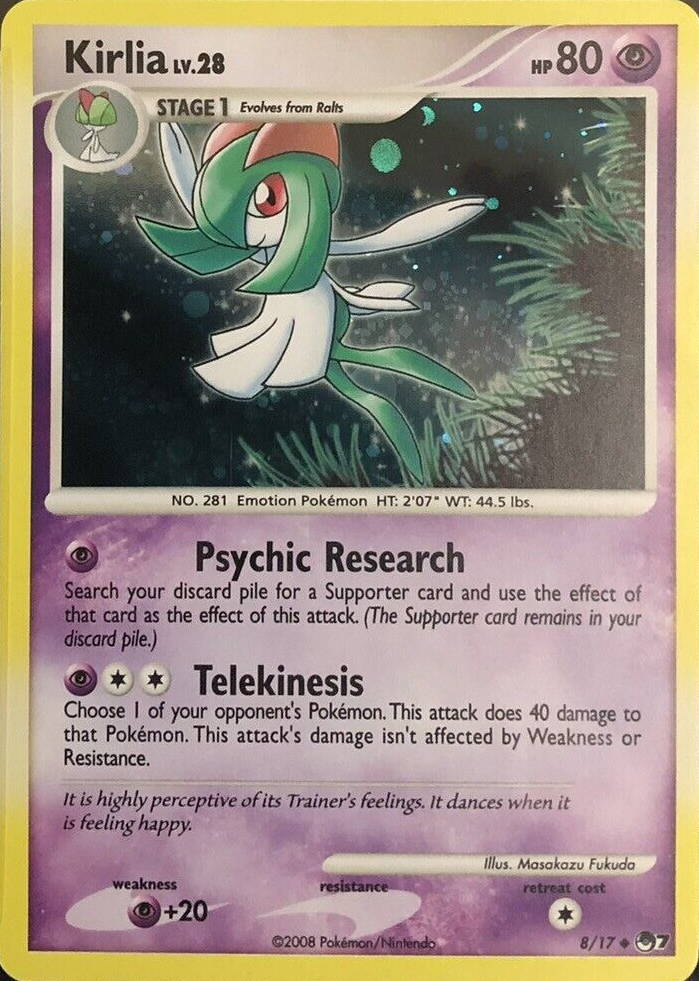 Kirlia LV.28 HP 80
STAGE 1 Evolves from Ralts
NO. 281 Emotion Pokémon HT: 2'07" WT: 44.5 lbs.
Psychic Research
Search your discard pile for a Supporter card and use the effect of
that card as the effect of this attack. (The Supporter card remains in your
discard pile.)
Telekinesis
Choose 1 of your opponent's Pokémon. This attack does 40 damage to
that Pokémon. This attack's damage isn't affected by Weakness or
Resistance.
It is highly perceptive of its Trainer's feelings. It dances when it
is feeling happy.
Illus. Masakazu Fukuda
weakness resistance retreat cost
+20
©2008 Pokémon/Nintendo 8/17 7